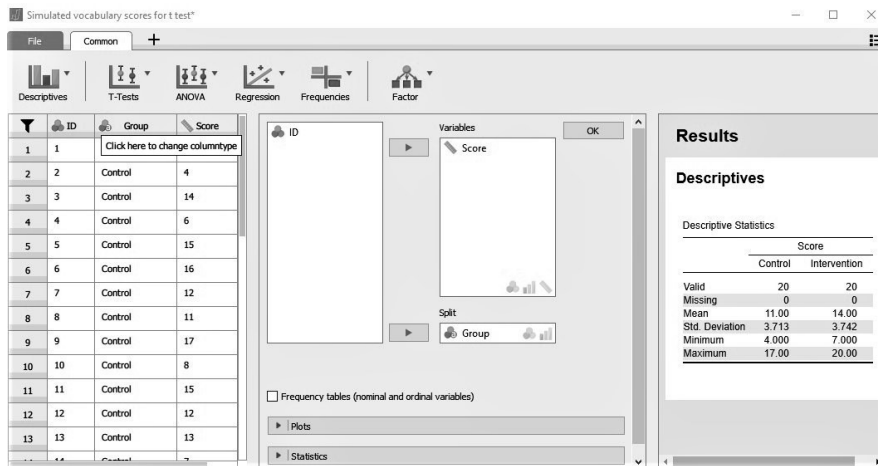 Simulated vocabulary scores for t test*
File Common +
Descriptives T-Tests ANOVA Regression Frequencies Factor
ID Group Score
Click here to change columntype
1 1
2 2 Control 4
3 3 Control 14
4 4 Control 6
5 5 Control 15
6 6 Control 16
7 7 Control 12
8 8 Control 11
9 9 Control 17
10 10 Control 8
11 11 Control 15
12 12 Control 12
13 13 Control 13
ID
Variables
OK
Score
Split
Group
Frequency tables (nominal and ordinal variables)
Plots
Statistics
Results
Descriptives
Descriptive Statistics
Score
Control Intervention
Valid 20 20
Missing 0 0
Mean 11.00 14.00
Std. Deviation 3.713 3.742
Minimum 4.000 7.000
Maximum 17.00 20.00